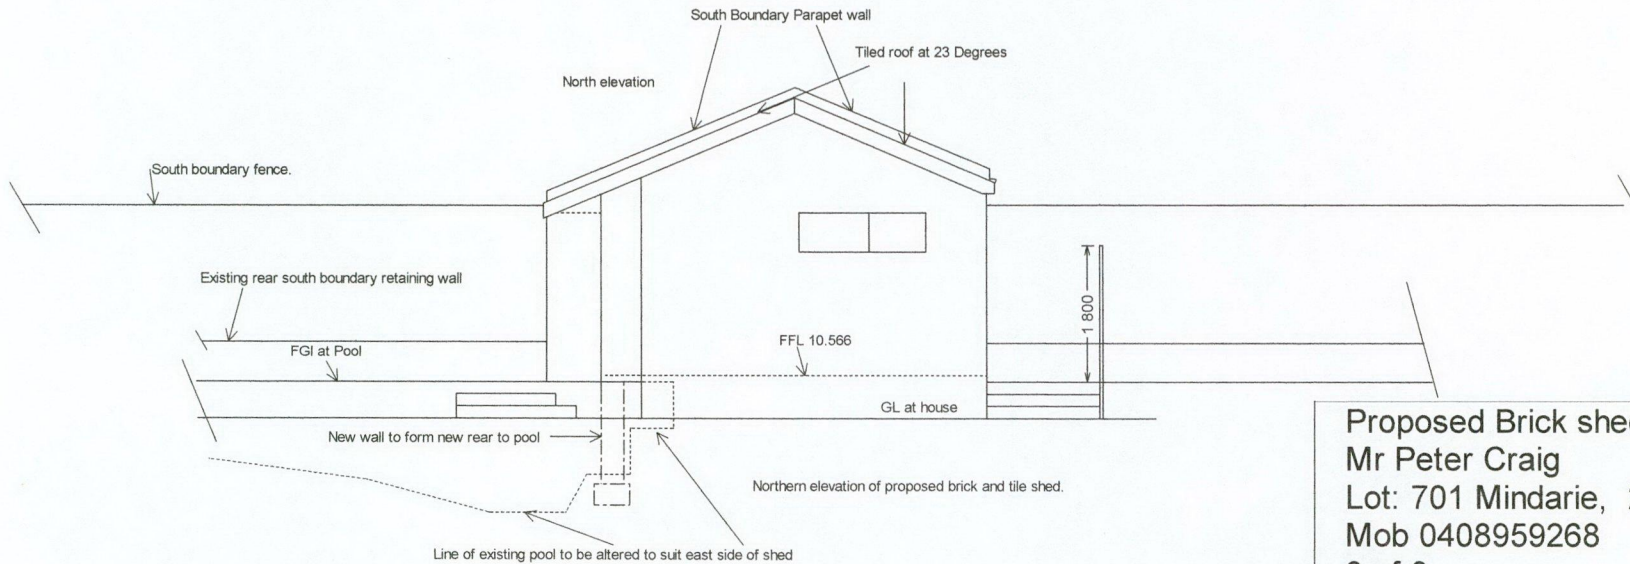 South Boundary Parapet wall
Tiled roof at 23 Degrees
North elevation
South boundary fence.
Existing rear south boundary retaining wall
1 800
FFL 10.566
FGl at Pool
GL at house
New wall to form new rear to pool
Northern elevation of proposed brick and tile shed.
Line of existing pool to be altered to suit east side of shed
Proposed Brick
Mr Peter Craig
Lot: 701 Mindarie,
Mob 0408959268